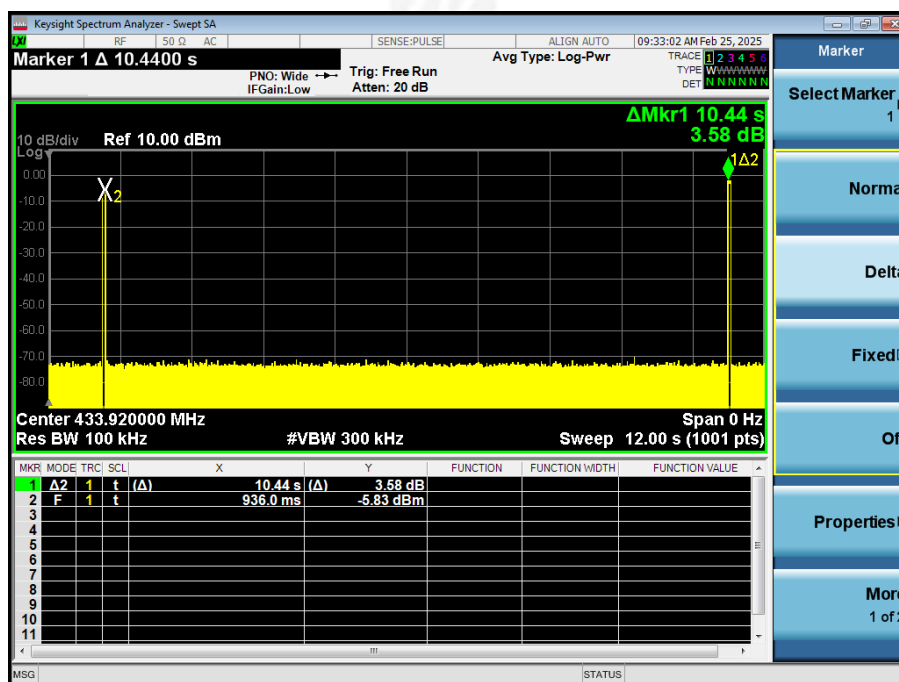 Keysight Spectrum Analyzer - Swept SA
LXI RF 50 Ω AC SENSE:PULSE ALIGN AUTO 09:33:02 AM Feb 25, 2025
Marker 1 Δ 10.4400 s
PNO: Wide
IFGain:Low
Trig: Free Run
Atten: 20 dB
Avg Type: Log-Pwr
TRACE 1 2 3 4 5 6
TYPE WWWWWW
DET N N N N N N
ΔMkr1 10.44 s
3.58 dB
10 dB/div Ref 10.00 dBm
Log
1Δ2
0.00
2
-10.0
-20.0
-30.0
-40.0
-50.0
-60.0
-70.0
-80.0
Center 433.920000 MHz Span 0 Hz
Res BW 100 kHz #VBW 300 kHz Sweep 12.00 s (1001 pts)
MKR MODE TRC SCL X Y FUNCTION FUNCTION WIDTH FUNCTION VALUE
1 Δ2 1 t (Δ) 10.44 s (Δ) 3.58 dB
2 F 1 t 936.0 ms -5.83 dBm
3
4
5
6
7
8
9
10
11
MSG STATUS
Marker
Select Marker
1
Norma
Delta
Fixed
Of
Properties
More
1 of 2